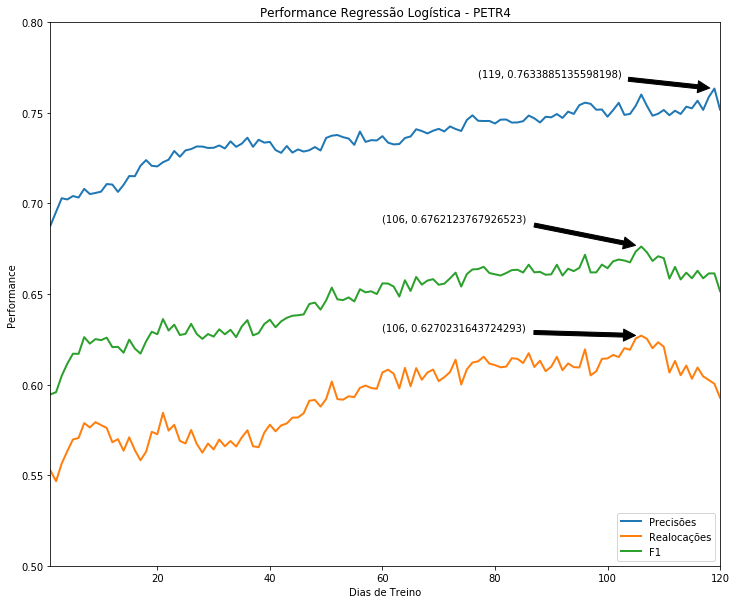 Performance Regressão Logística - PETR4
0.80
(119, 0.7633885135598198)
0.75
0.70
(106, 0.6762123767926523)
0.65
Performance
(106, 0.6270231643724293)
0.60
0.55
Precisões
Realocações
F1
0.50
20 40 60 80 100 120
Dias de Treino